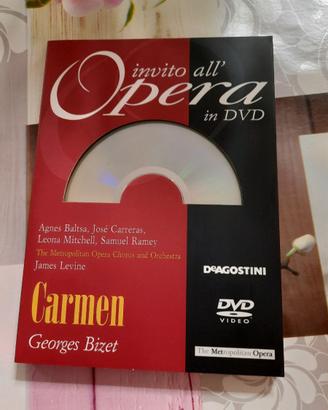 invito all'
Opera
in DVD
Agnes Baltsa, José Carreras,
Leona Mitchell, Samuel Ramey
The Metropolitan Opera Chorus and Orchestra
James Levine
DeAGOSTINI
Carmen
DVD
VIDEO
Georges Bizet
The Metropolitan Opera